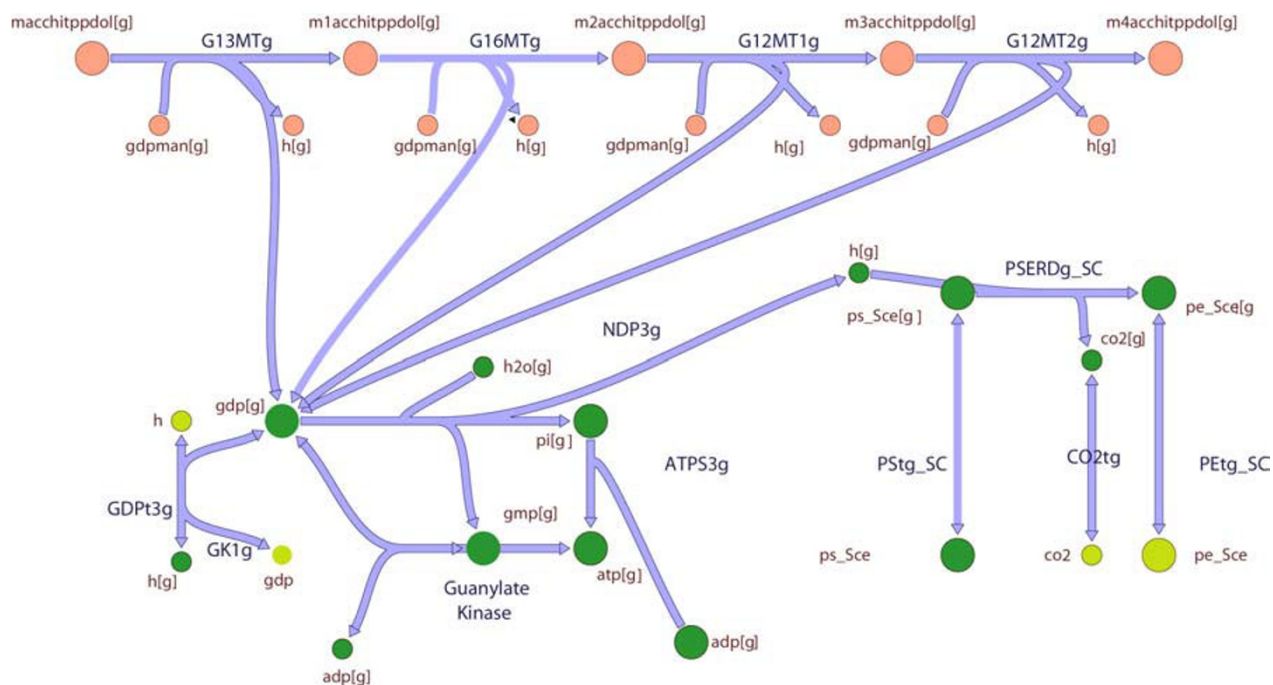 macchitppdol[g]
m1acchitppdol[g]
m2acchitppdol[g]
m3acchitppdol[g]
m4acchitppdol[g]
G13MTg
G16MTg
G12MT1g
G12MT2g
gdpman[g]
h[g]
gdpman[g]
h[g]
gdpman[g]
h[g]
gdpman[g]
h[g]
h[g]
PSERDg_SC
ps_Sce[g]
pe_Sce[g
NDP3g
co2[g]
h2o[g]
gdp[g]
h
pi[g]
ATPS3g
PStg_SC
CO2tg
PEtg_SC
GDPt3g
gmp[g]
GK1g
h[g]
gdp
atp[g]
ps_Sce
co2
pe_Sce
Guanylate
Kinase
adp[g]
adp[g]